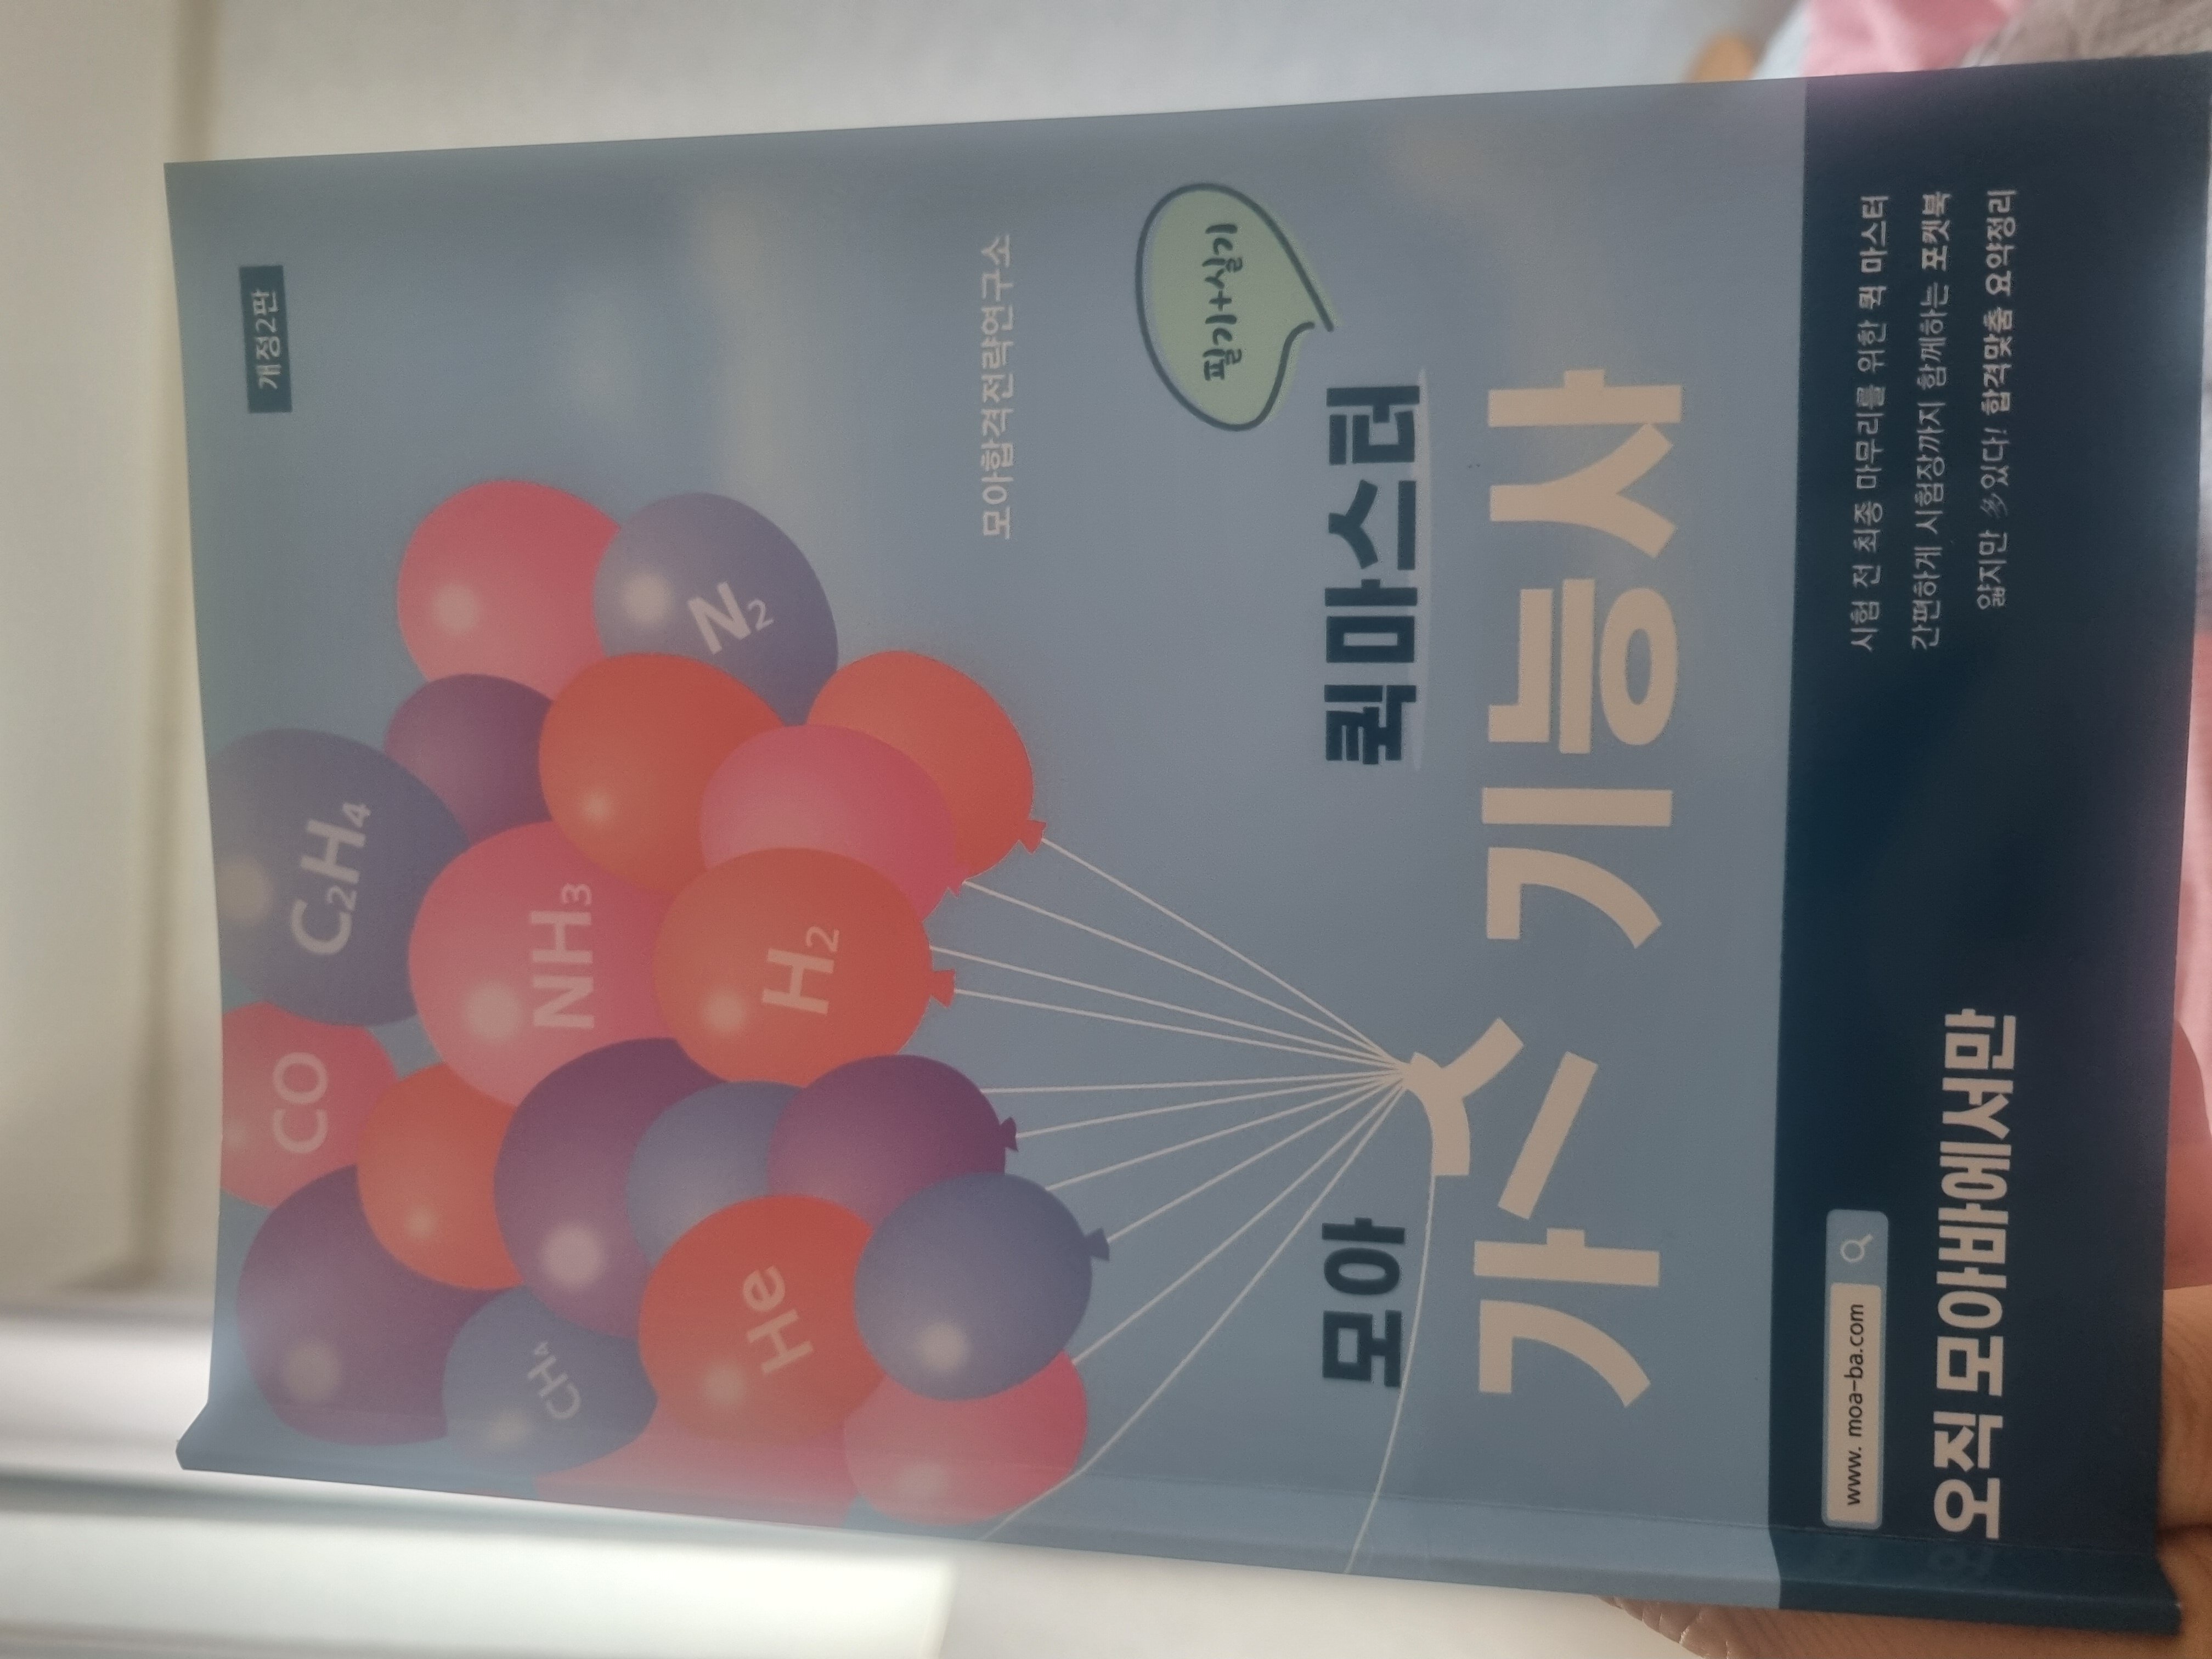 개정2판
CO
C₂H₄
CH₄
NH₃
N₂
He
H₂
모아합격전략연구소
필기+실기
모아 퀵마스터
가스기능사
www. moa-ba.com
오직 모아바에서만
시험 전 최종 마무리를 위한 퀵 마스터
간편하게 시험장까지 함께하는 포켓북
얇지만 多있다! 합격맞춤 요약정리